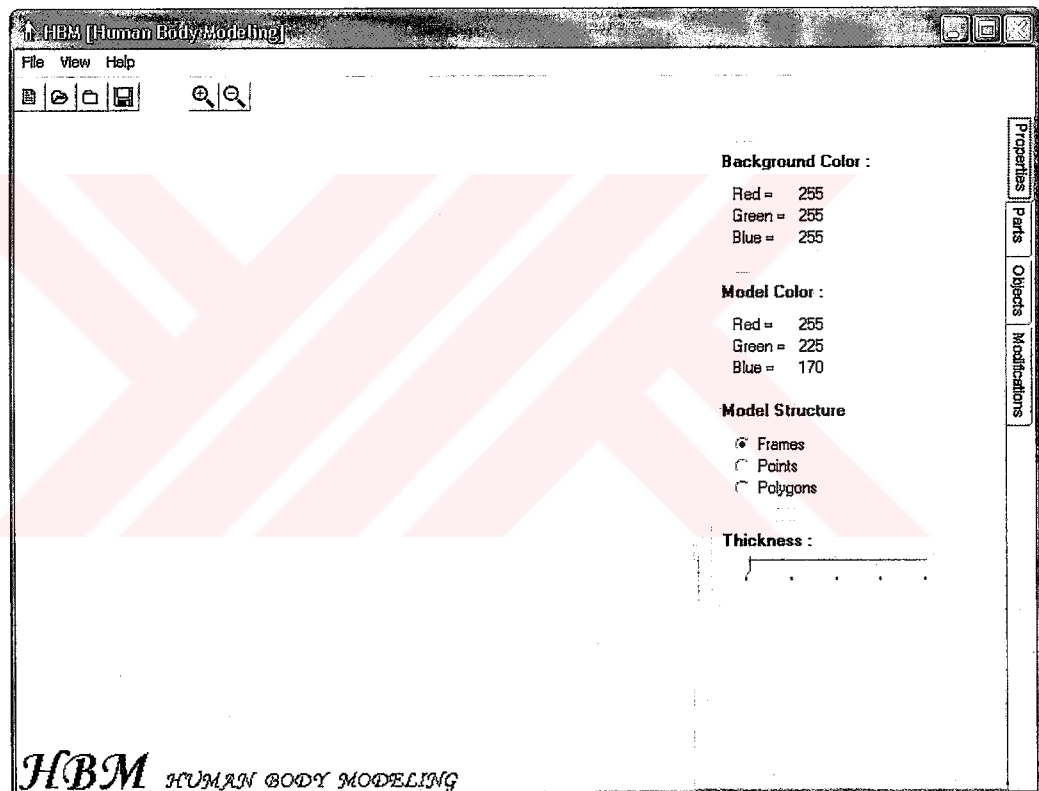 HBM [Human Body Modeling]
File View Help
Background Color :
Red = 255
Green = 255
Blue = 255
Model Color :
Red = 255
Green = 225
Blue = 170
Model Structure
Frames
Points
Polygons
Thickness :
Properties
Parts
Objects
Modifications
HBM HUMAN BODY MODELING